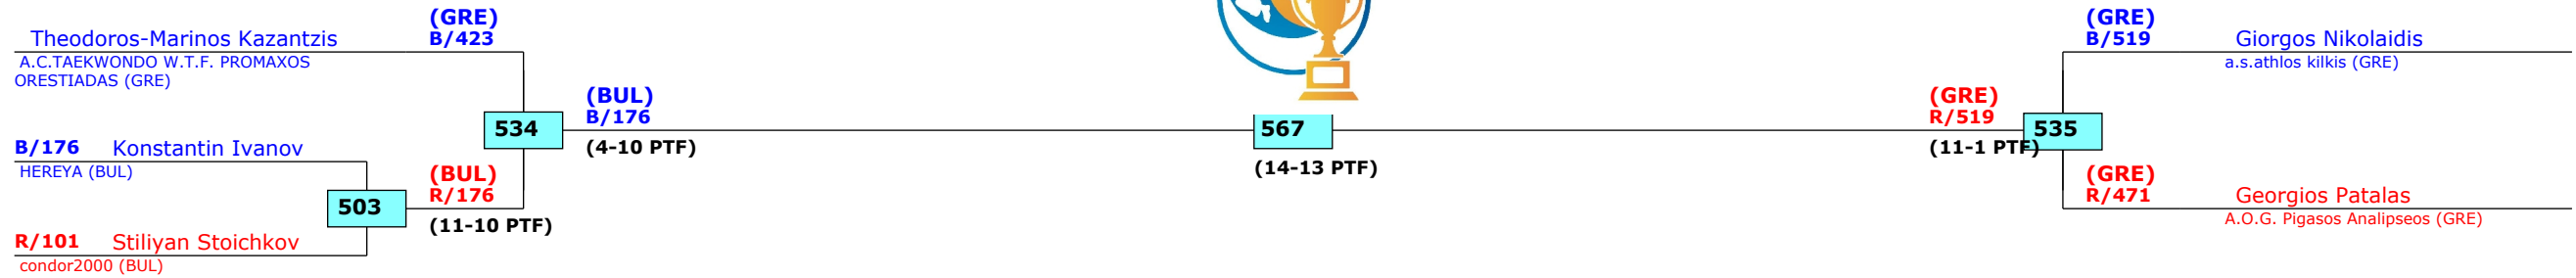 (GRE)
B/423
Theodoros-Marinos Kazantzis
A.C.TAEKWONDO W.T.F. PROMAXOS
ORESTIADAS (GRE)
534
(BUL)
B/176
(4-10 PTF)
B/176 Konstantin Ivanov
HEREYA (BUL)
503
(BUL)
R/176
(11-10 PTF)
R/101 Stiliyan Stoichkov
condor2000 (BUL)
567
(14-13 PTF)
(GRE)
R/519
(11-1 PTF)
535
(GRE)
B/519 Giorgos Nikolaidis
a.s.athlos kilkis (GRE)
(GRE)
R/471 Georgios Patalas
A.O.G. Pigasos Analipseos (GRE)